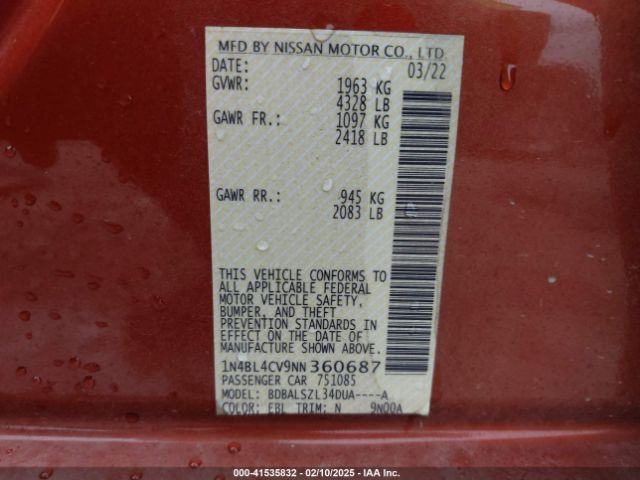 MFD BY NISSAN MOTOR CO., LTD
DATE: 03/22
GVWR: 1963 KG
4328 LB
GAWR FR.: 1097 KG
2418 LB
GAWR RR.: 945 KG
2083 LB
THIS VEHICLE CONFORMS TO
ALL APPLICABLE FEDERAL
MOTOR VEHICLE SAFETY,
BUMPER, AND THEFT
PREVENTION STANDARDS IN
EFFECT ON THE DATE OF
MANUFACTURE SHOWN ABOVE.
1N4BL4CV9NN360687
PASSENGER CAR 751085
MODEL: BDBALSZL34DUA----A
COLOR: EBL TRIM: N 9N00A
000-41535832 - 02/10/2025 - IAA Inc.